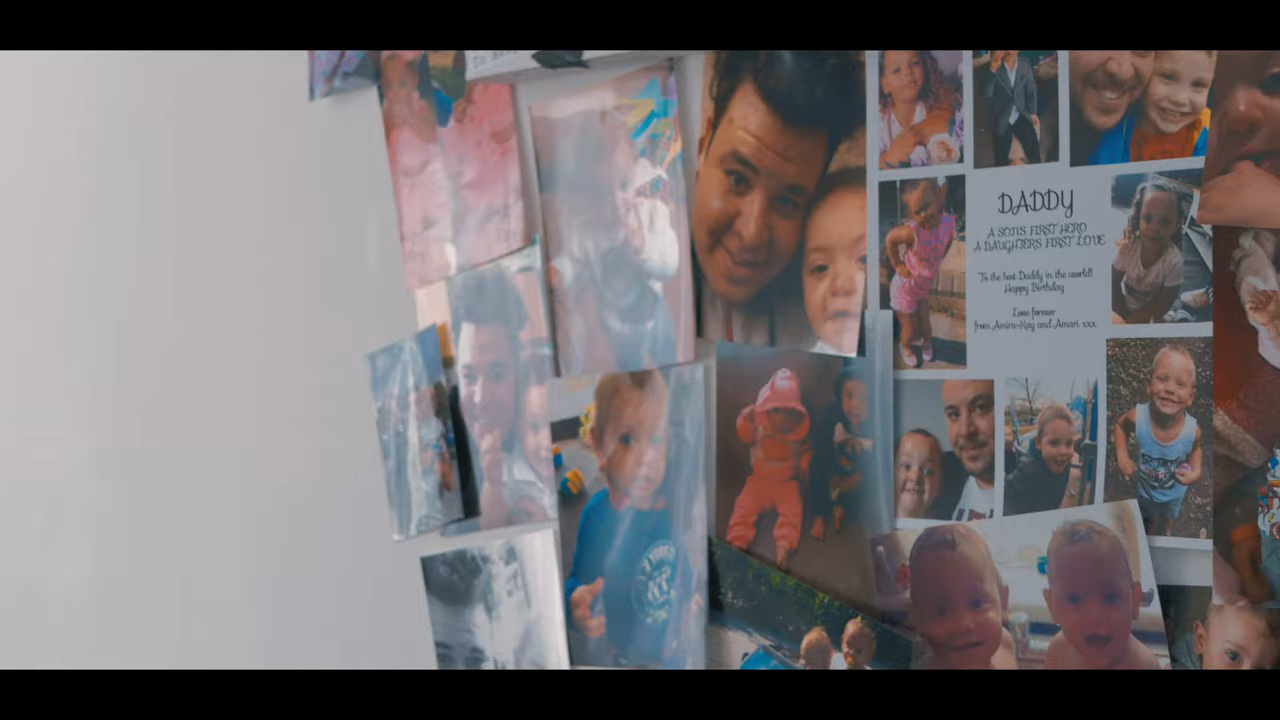 DADDY
A SON'S FIRST HERO
A DAUGHTERS FIRST LOVE
To the best Daddy in the world!
Happy Birthday
Love forever
from Amira-Kay and Amari xxx